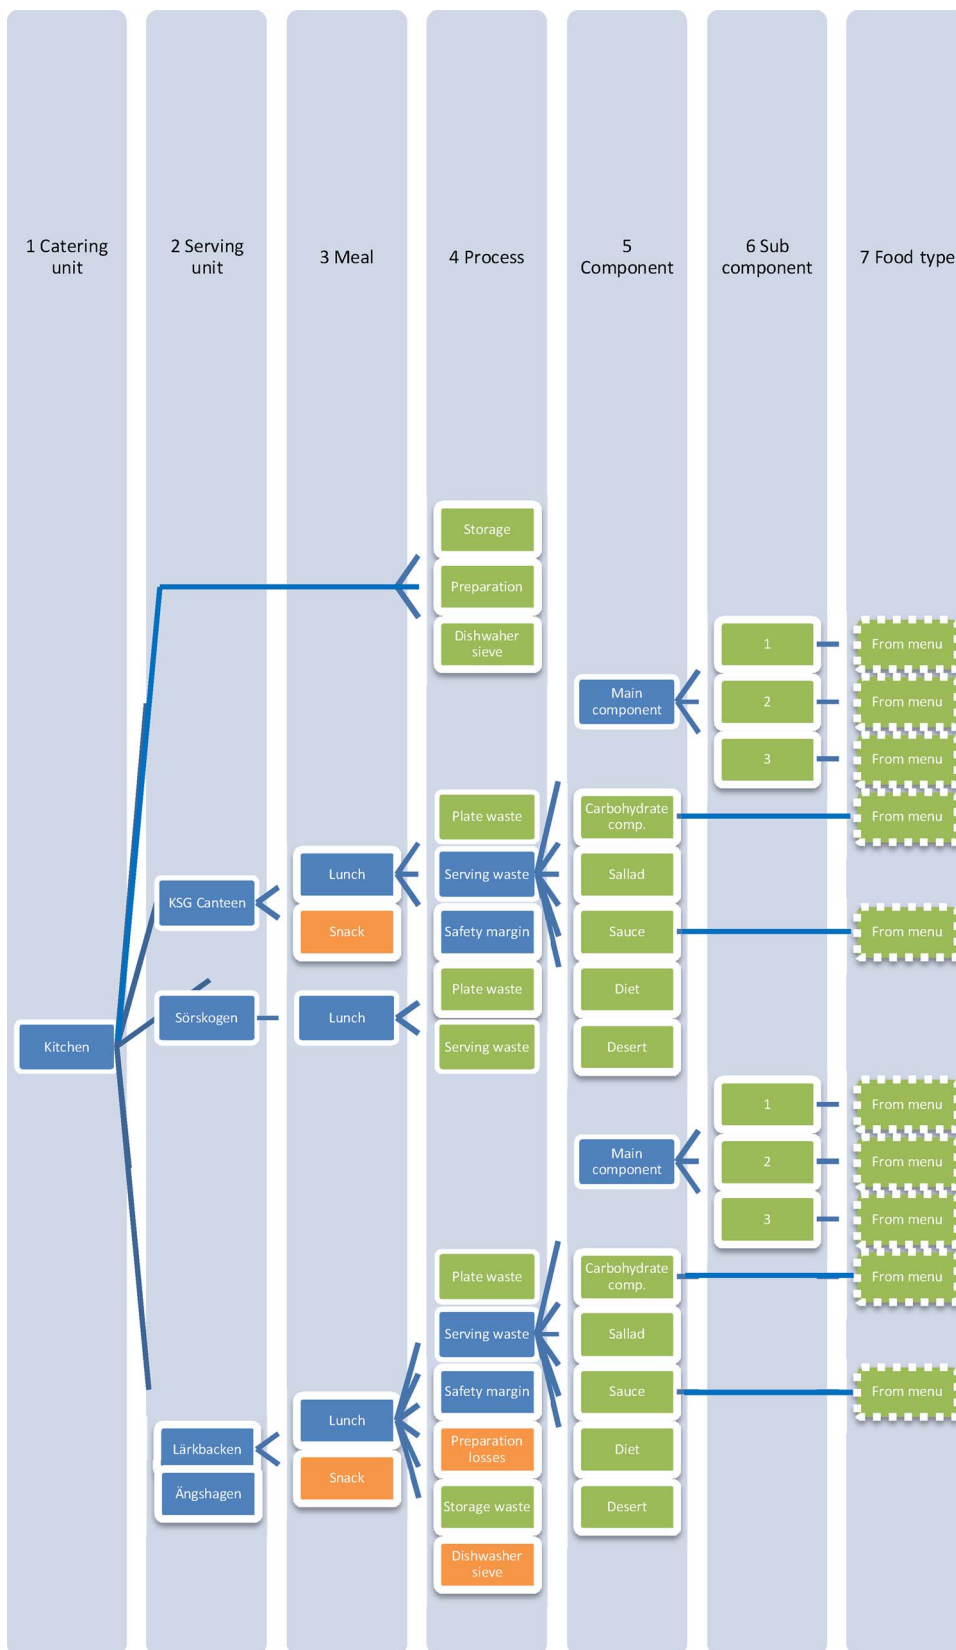 1 Catering
unit
2 Serving
unit
3 Meal
4 Process
5
Component
6 Sub
component
7 Food type
Storage
Preparation
Dishwaher
sieve
1
From menu
Main
component
2
From menu
3
From menu
Plate waste
Carbohydrate
comp.
From menu
Lunch
Serving waste
Sallad
KSG Canteen
Snack
Safety margin
Sauce
From menu
Plate waste
Diet
Sörskogen
Lunch
Kitchen
Serving waste
Desert
1
From menu
Main
component
2
From menu
3
From menu
Plate waste
Carbohydrate
comp.
From menu
Serving waste
Sallad
Lunch
Safety margin
Sauce
From menu
Lärkbacken
Preparation
losses
Diet
Snack
Ängshagen
Storage waste
Desert
Dishwasher
sieve